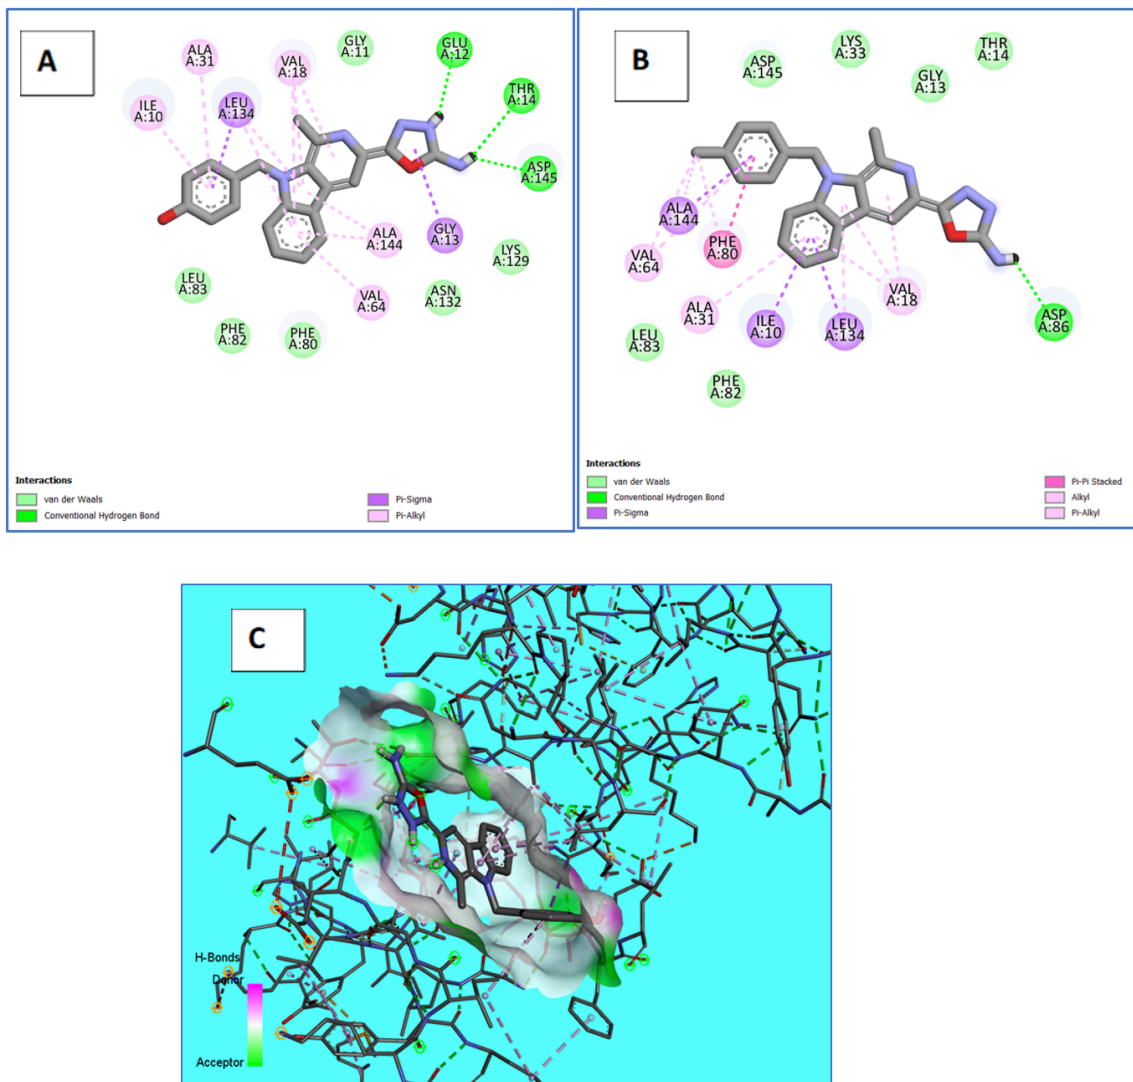 A
ALA
A:31
VAL
A:18
GLY
A:11
GLU
A:12
ILE
A:10
LEU
A:134
THR
A:14
ASP
A:145
ALA
A:144
GLY
A:13
LYS
A:129
LEU
A:83
VAL
A:64
ASN
A:132
PHE
A:82
PHE
A:80
Interactions
van der Waals
Conventional Hydrogen Bond
Pi-Sigma
Pi-Alkyl
B
ASP
A:145
LYS
A:33
GLY
A:13
THR
A:14
ALA
A:144
VAL
A:64
PHE
A:80
ALA
A:31
ILE
A:10
LEU
A:134
VAL
A:18
ASP
A:86
LEU
A:83
PHE
A:82
Interactions
van der Waals
Conventional Hydrogen Bond
Pi-Sigma
Pi-Pi Stacked
Alkyl
Pi-Alkyl
C
H-Bonds
Donor
Acceptor